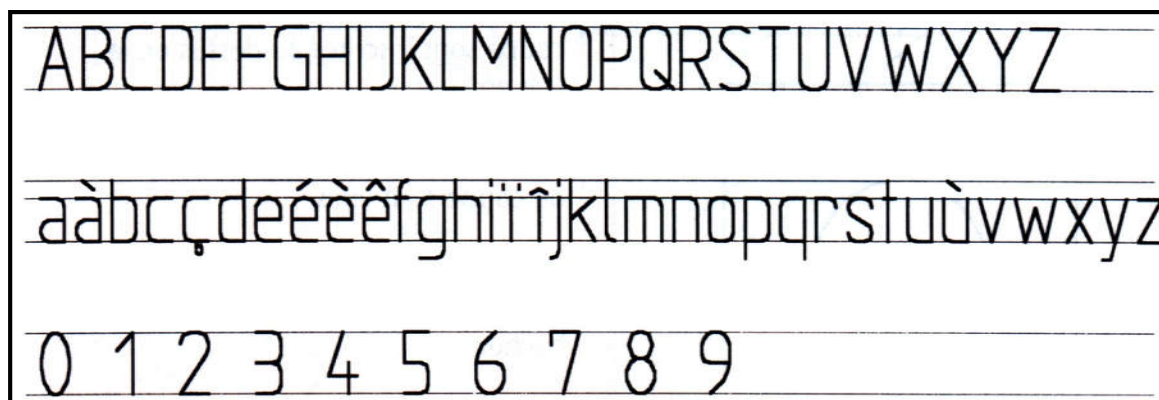 ABCDEFGHIJKLMNOPQRSTUVWXYZ
aàbcçdeéèêfghiïîjklmnopqrstuùvwxyz
0 1 2 3 4 5 6 7 8 9